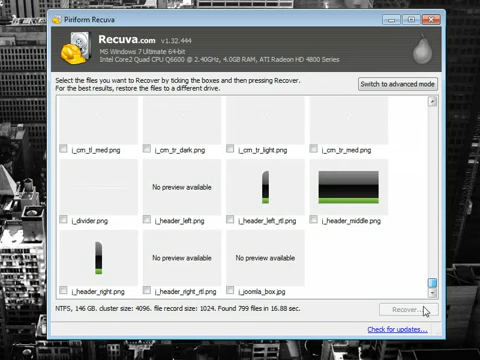 Piriform Recuva
Recuva.com v1.32.444
MS Windows 7 Ultimate 64-bit
Intel Core2 Quad CPU Q6600 @ 2.40GHz, 4.0GB RAM, ATI Radeon HD 4800 Series
Select the files you want to Recover by ticking the boxes and then pressing Recover.
For the best results, restore the files to a different drive.
Switch to advanced mode
j_crn_tl_med.png
j_crn_tr_dark.png
j_crn_tr_light.png
j_crn_tr_med.png
No preview available
j_divider.png
j_header_left.png
j_header_left_rtl.png
j_header_middle.png
No preview available
No preview available
j_header_right.png
j_header_right_rtl.png
j_joomla_box.jpg
NTFS, 146 GB. cluster size: 4096. file record size: 1024. Found 799 files in 16.88 sec.
Recover...
Check for updates...